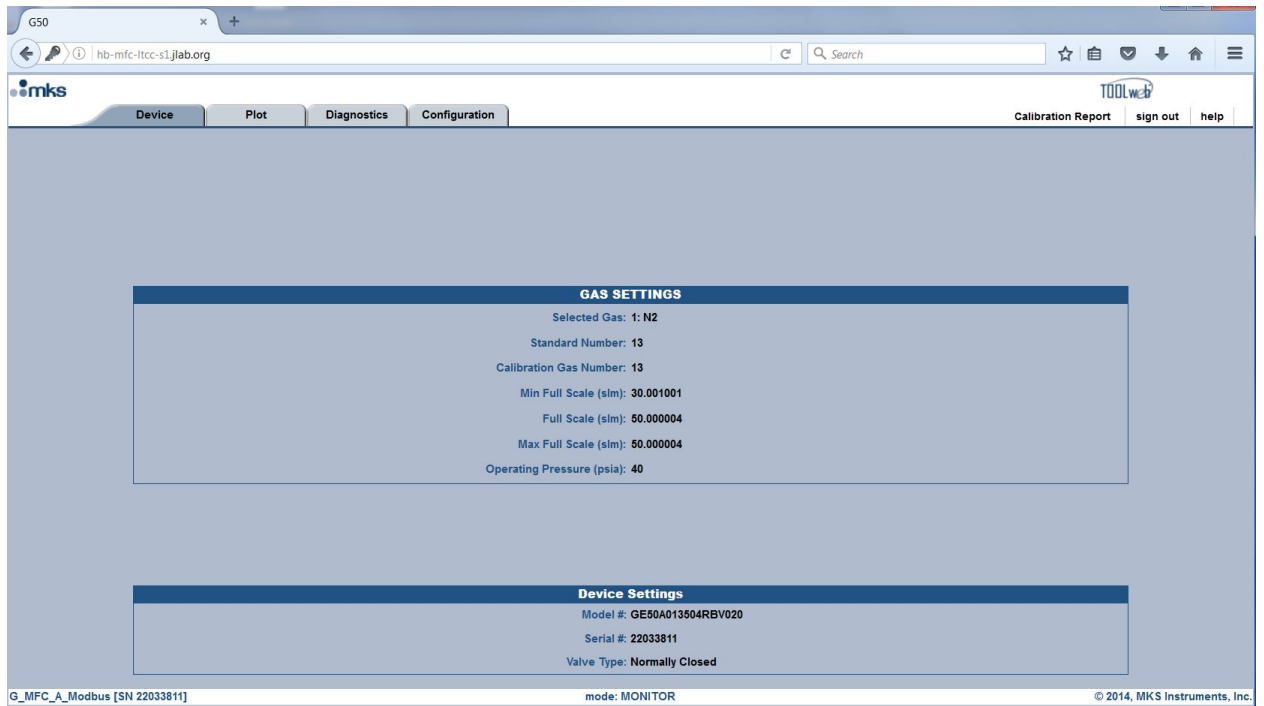 G50
hb-mfc-ltcc-s1.jlab.org
Search
mks
TOOLweb
Device Plot Diagnostics Configuration
Calibration Report sign out help
GAS SETTINGS
Selected Gas: 1: N2
Standard Number: 13
Calibration Gas Number: 13
Min Full Scale (slm): 30.001001
Full Scale (slm): 50.000004
Max Full Scale (slm): 50.000004
Operating Pressure (psia): 40
Device Settings
Model #: GE50A013504RBV020
Serial #: 22033811
Valve Type: Normally Closed
G_MFC_A_Modbus [SN 22033811] mode: MONITOR © 2014, MKS Instruments, Inc.